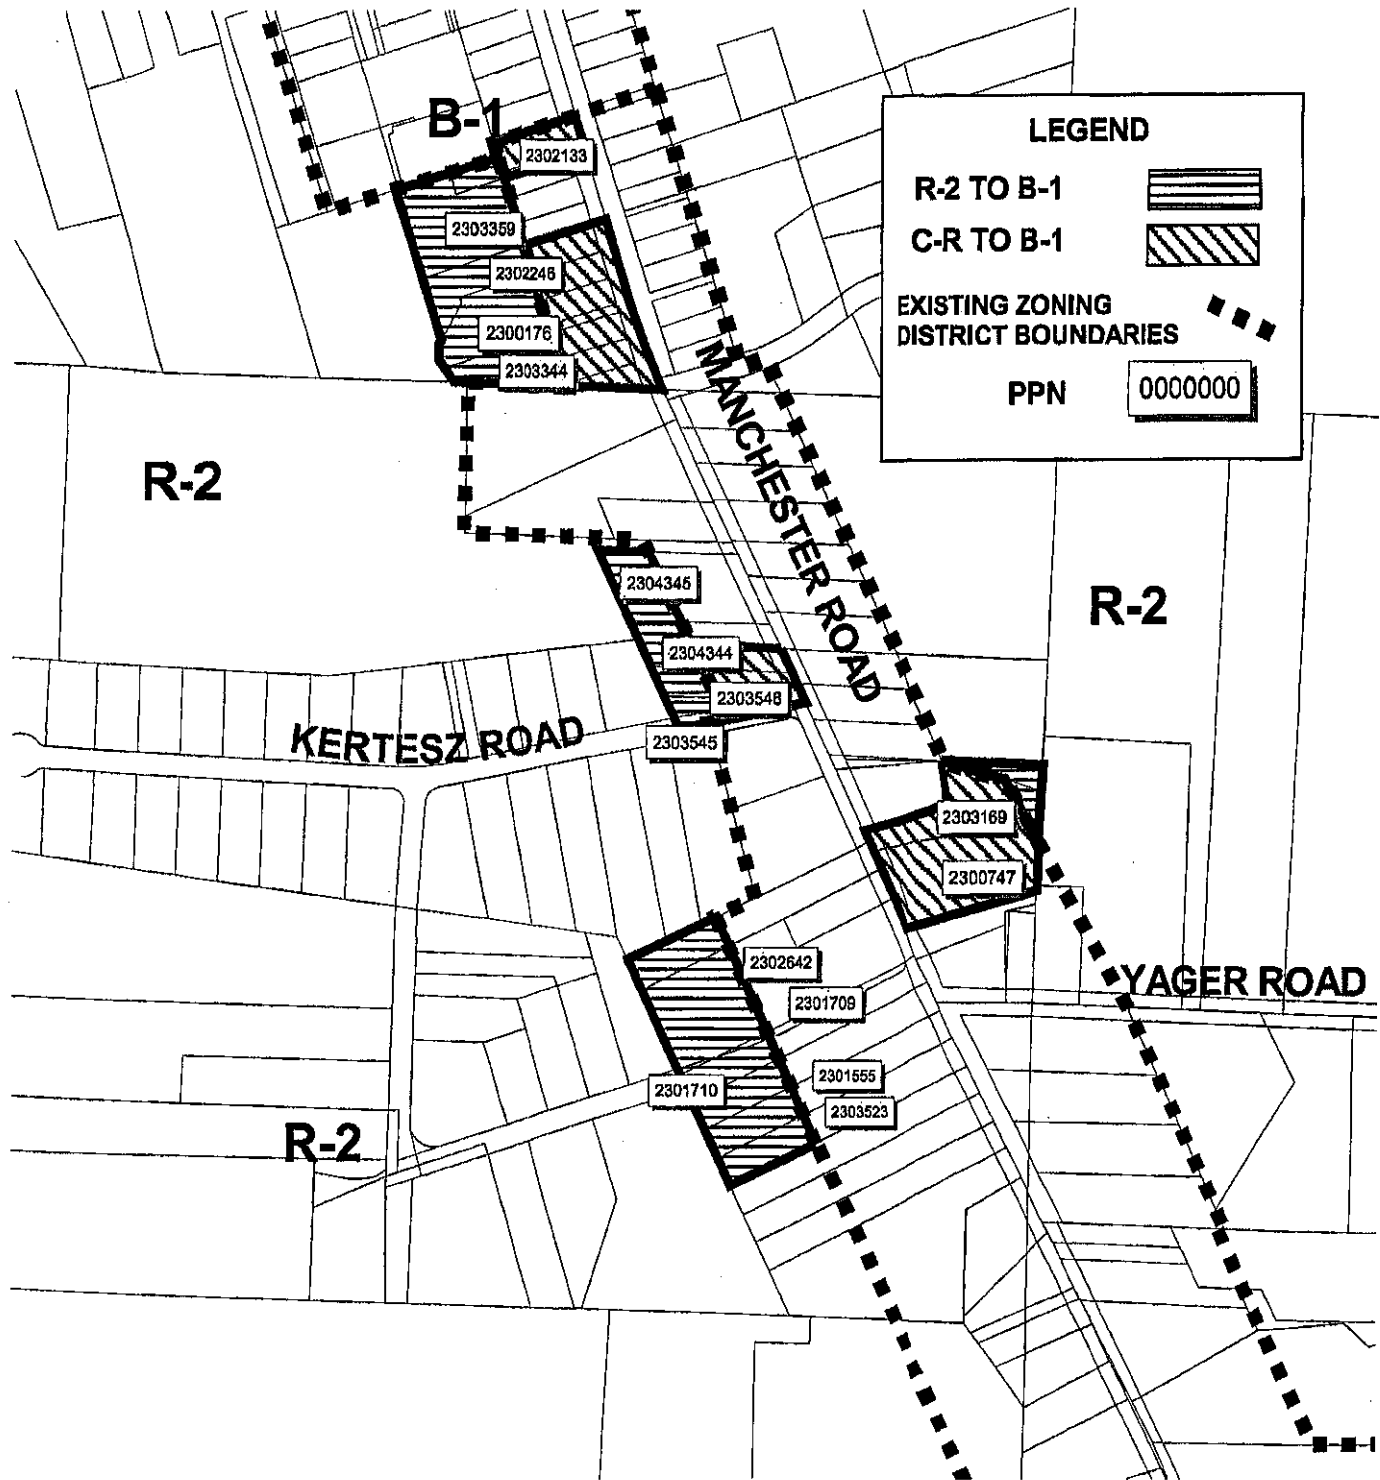 B-1
2302133
2303359
2302246
2300176
2303344
LEGEND
R-2 TO B-1
C-R TO B-1
EXISTING ZONING
DISTRICT BOUNDARIES
PPN
0000000
R-2
MANCHESTER ROAD
2304345
2304344
2303546
2303545
KERTESZ ROAD
R-2
2303169
2300747
2302642
2301709
YAGER ROAD
2301710
2301555
2303523
R-2